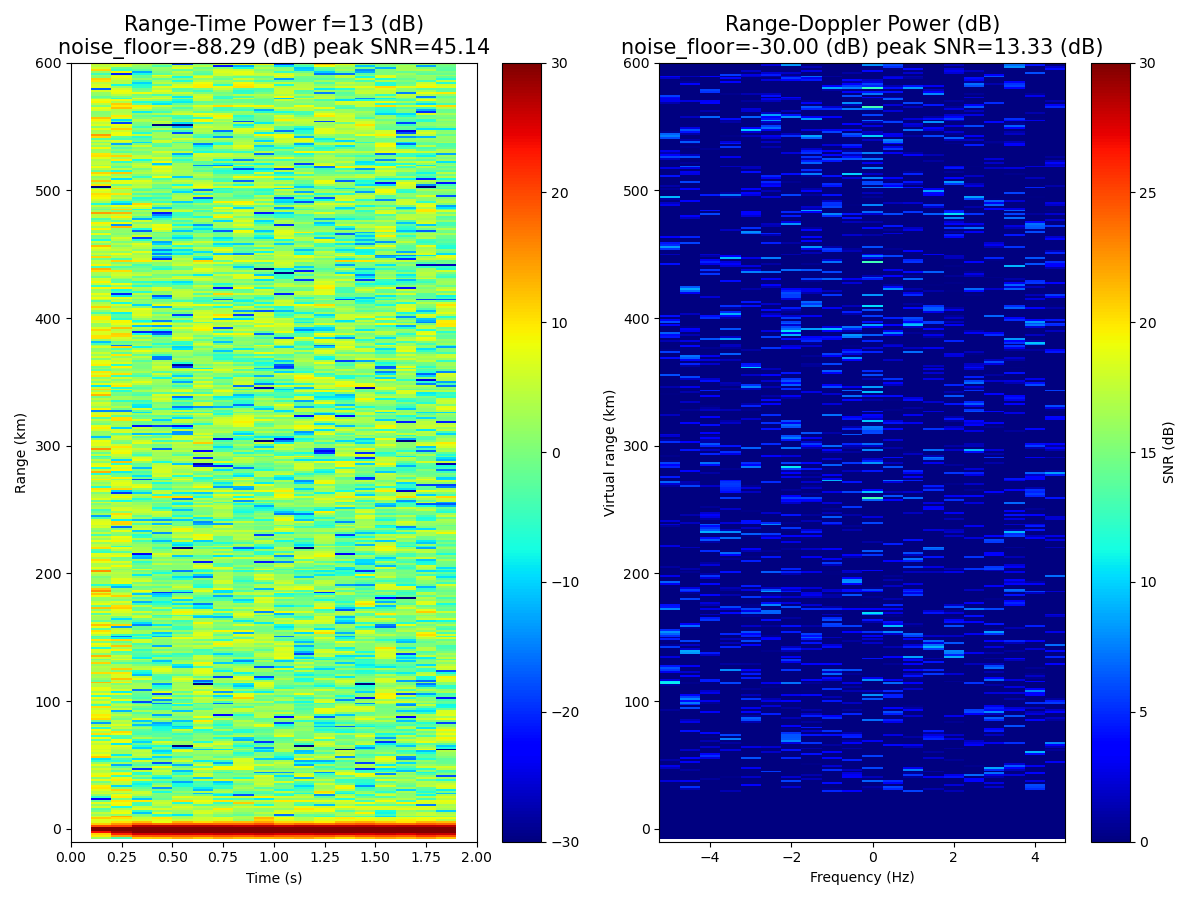 Range-Time Power f=13 (dB)
noise_floor=-88.29 (dB) peak SNR=45.14
600
500
400
300
200
100
0
Range (km)
0.00 0.25 0.50 0.75 1.00 1.25 1.50 1.75 2.00
Time (s)
30
20
10
0
−10
−20
−30
Range-Doppler Power (dB)
noise_floor=-30.00 (dB) peak SNR=13.33 (dB)
600
500
400
300
200
100
0
Virtual range (km)
−4 −2 0 2 4
Frequency (Hz)
30
25
20
15
10
5
0
SNR (dB)